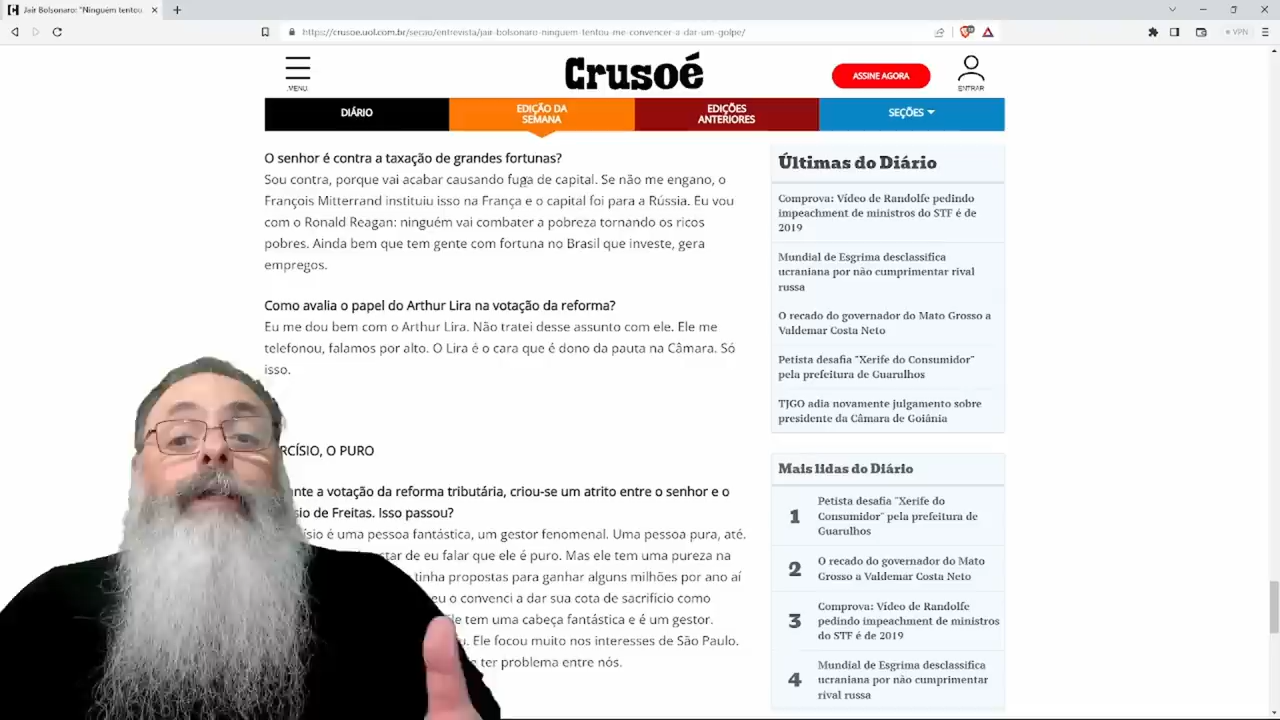 Jair Bolsonaro: "Ninguém tentou
https://crusoe.uol.com.br/secao/entrevista/jair-bolsonaro-ninguem-tentou-me-convencer-a-dar-um-golpe/
VPN
MENU
Crusoé
ASSINE AGORA
ENTRAR
DIÁRIO
EDIÇÃO DA
SEMANA
EDIÇÕES
ANTERIORES
SEÇÕES
O senhor é contra a taxação de grandes fortunas?
Sou contra, porque vai acabar causando fuga de capital. Se não me engano, o
François Mitterrand instituiu isso na França e o capital foi para a Rússia. Eu vou
com o Ronald Reagan: ninguém vai combater a pobreza tornando os ricos
pobres. Ainda bem que tem gente com fortuna no Brasil que investe, gera
empregos.
Como avalia o papel do Arthur Lira na votação da reforma?
Eu me dou bem com o Arthur Lira. Não tratei desse assunto com ele. Ele me
telefonou, falamos por alto. O Lira é o cara que é dono da pauta na Câmara. Só
isso.
RCÍSIO, O PURO
nte a votação da reforma tributária, criou-se um atrito entre o senhor e o
sio de Freitas. Isso passou?
ísio é uma pessoa fantástica, um gestor fenomenal. Uma pessoa pura, até.
star de eu falar que ele é puro. Mas ele tem uma pureza na
tinha propostas para ganhar alguns milhões por ano aí
eu o convenci a dar sua cota de sacrifício como
le tem uma cabeça fantástica e é um gestor.
u. Ele focou muito nos interesses de São Paulo.
e ter problema entre nós.
Últimas do Diário
Comprova: Vídeo de Randolfe pedindo
impeachment de ministros do STF é de
2019
Mundial de Esgrima desclassifica
ucraniana por não cumprimentar rival
russa
O recado do governador do Mato Grosso a
Valdemar Costa Neto
Petista desafia "Xerife do Consumidor"
pela prefeitura de Guarulhos
TJGO adia novamente julgamento sobre
presidente da Câmara de Goiânia
Mais lidas do Diário
1
Petista desafia "Xerife do
Consumidor" pela prefeitura de
Guarulhos
2
O recado do governador do Mato
Grosso a Valdemar Costa Neto
3
Comprova: Vídeo de Randolfe
pedindo impeachment de ministros
do STF é de 2019
4
Mundial de Esgrima desclassifica
ucraniana por não cumprimentar
rival russa